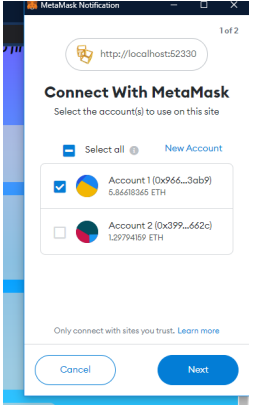 MetaMask Notification
1 of 2
http://localhost:52330
Connect With MetaMask
Select the account(s) to use on this site
Select all
New Account
Account 1 (0x966...3ab9)
5.86618365 ETH
Account 2 (0x399...662c)
1.29794159 ETH
Only connect with sites you trust. Learn more
Cancel
Next